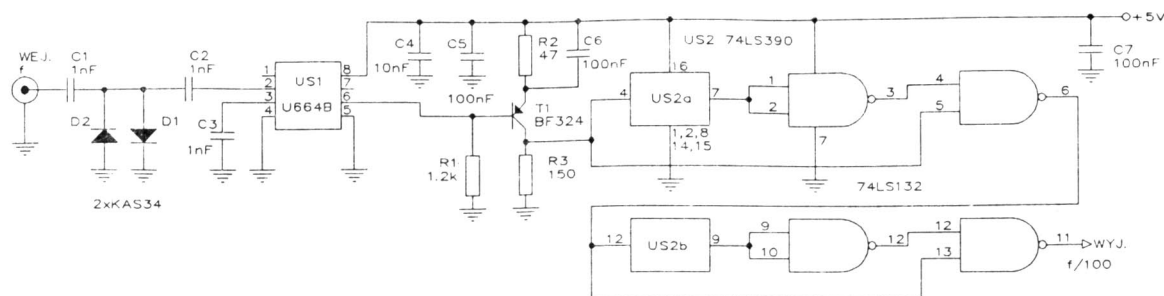 +5V
WEJ.
f
C1
1nF
C2
1nF
D2
D1
2xKAS34
C3
1nF
1
2
3
4
US1
U664B
8
7
6
5
C4
10nF
C5
100nF
R2
47
C6
100nF
T1
BF324
R1
1.2k
R3
150
US2 74LS390
16
4
US2a
7
1,2,8
14,15
1
2
3
7
4
5
6
C7
100nF
74LS132
12
US2b
9
9
10
12
12
13
11
WYJ.
f/100